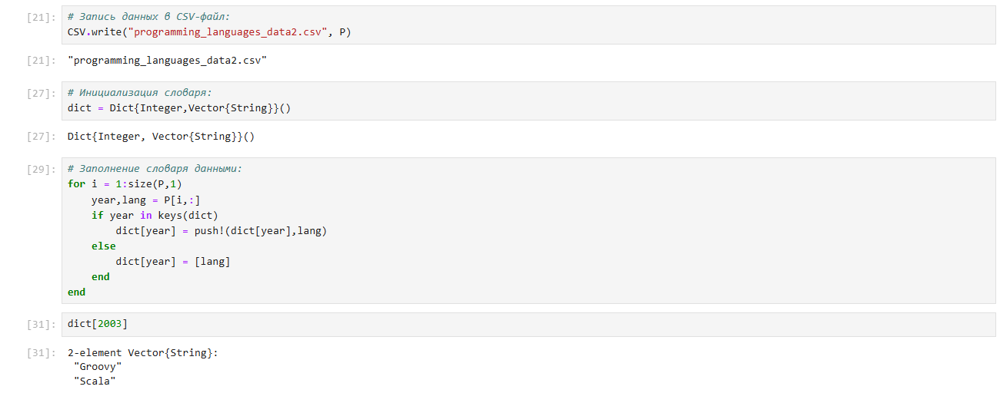 [21]: # Запись данных в CSV-файл:
CSV.write("programming_languages_data2.csv", P)
[21]: "programming_languages_data2.csv"
[27]: # Инициализация словаря:
dict = Dict{Integer,Vector{String}}()
[27]: Dict{Integer, Vector{String}}()
[29]: # Заполнение словаря данными:
for i = 1:size(P,1)
    year,lang = P[i,:]
    if year in keys(dict)
        dict[year] = push!(dict[year],lang)
    else
        dict[year] = [lang]
    end
end
[31]: dict[2003]
[31]: 2-element Vector{String}:
 "Groovy"
 "Scala"